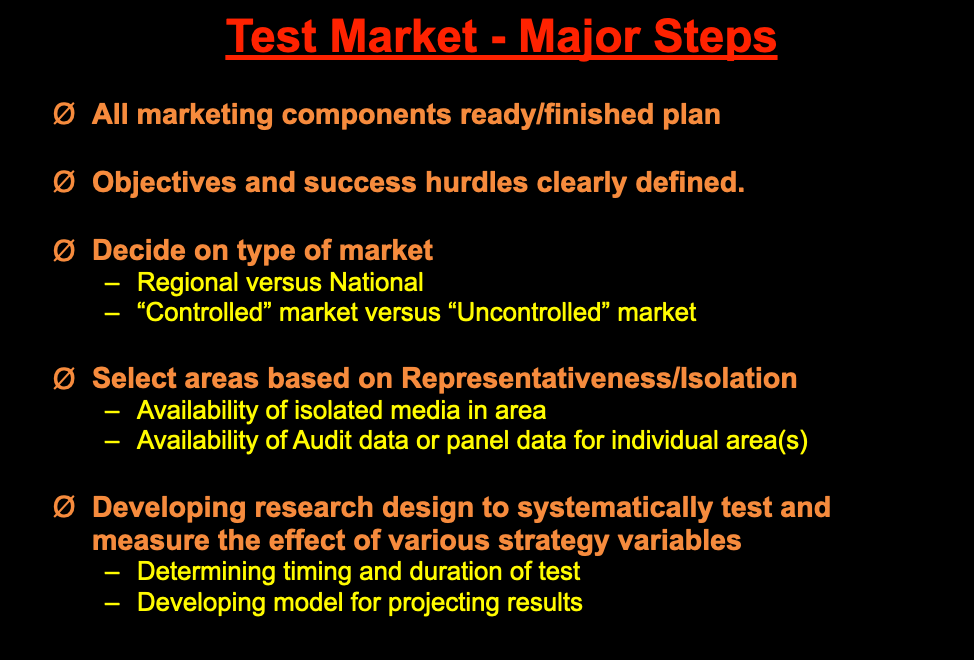 Test Market - Major Steps
Ø All marketing components ready/finished plan
Ø Objectives and success hurdles clearly defined.
Ø Decide on type of market
– Regional versus National
– “Controlled” market versus “Uncontrolled” market
Ø Select areas based on Representativeness/Isolation
– Availability of isolated media in area
– Availability of Audit data or panel data for individual area(s)
Ø Developing research design to systematically test and
measure the effect of various strategy variables
– Determining timing and duration of test
– Developing model for projecting results